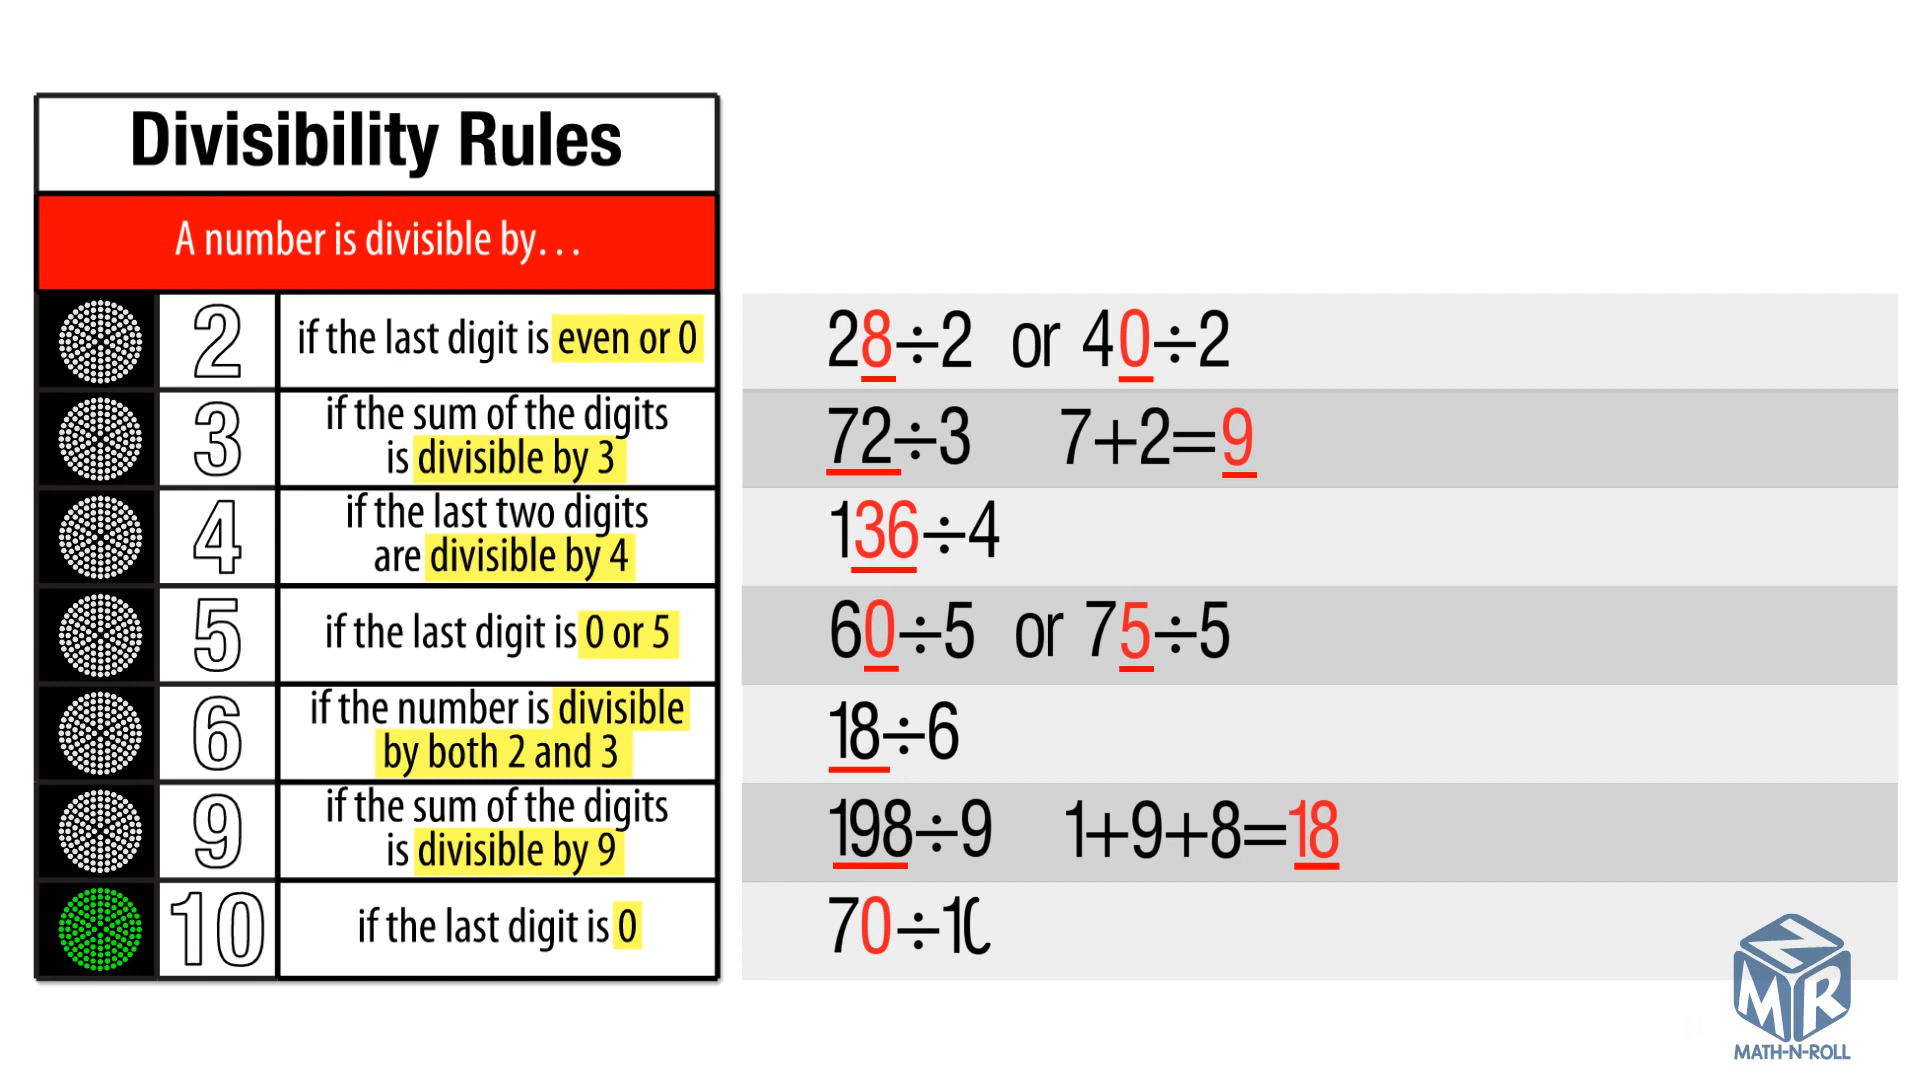 Divisibility Rules
A number is divisible by...
2 if the last digit is even or 0
28÷2 or 40÷2
3 if the sum of the digits
is divisible by 3
72÷3 7+2=9
4 if the last two digits
are divisible by 4
136÷4
5 if the last digit is 0 or 5
60÷5 or 75÷5
6 if the number is divisible
by both 2 and 3
18÷6
9 if the sum of the digits
is divisible by 9
198÷9 1+9+8=18
10 if the last digit is 0
70÷10
MNR
MATH-N-ROLL